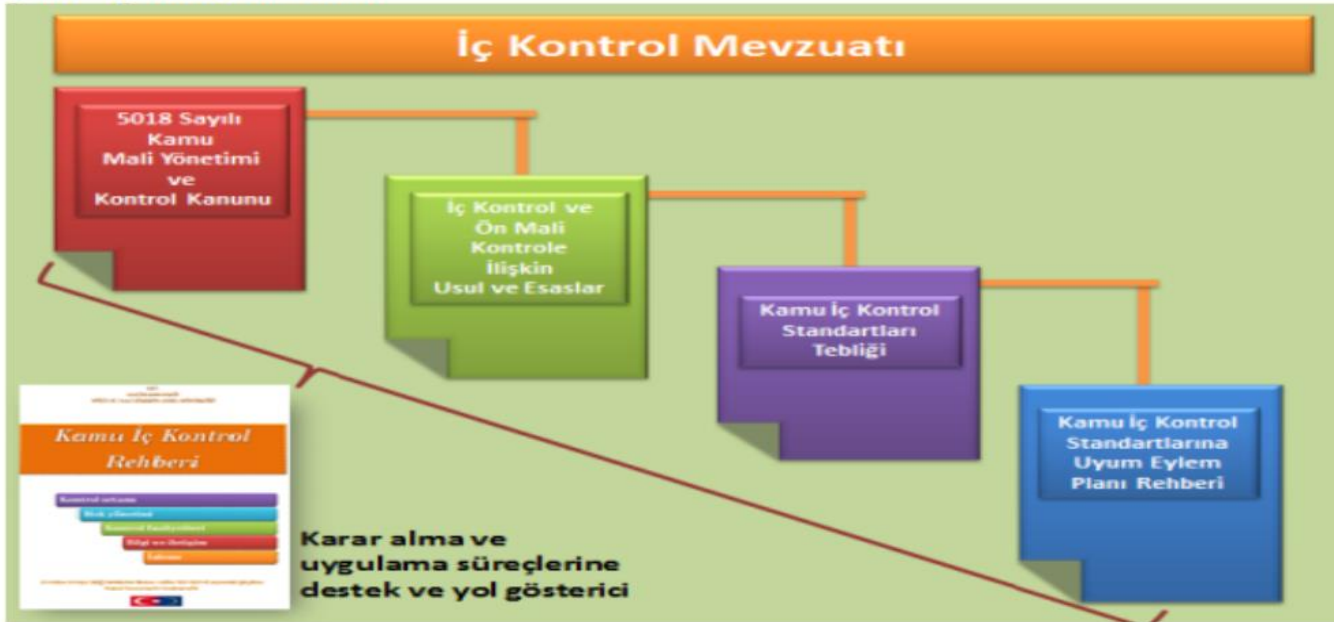 İç Kontrol Mevzuatı
5018 Sayılı
Kamu
Mali Yönetimi
ve
Kontrol Kanunu
İç Kontrol ve
Ön Mali
Kontrole
İlişkin
Usul ve Esaslar
Kamu İç Kontrol
Standartları
Tebliği
Kamu İç Kontrol
Standartlarına
Uyum Eylem
Planı Rehberi
Kamu İç Kontrol
Rehberi
Kontrol ortamı
Risk yönetimi
Kontrol faaliyetleri
Bilgi ve iletişim
İzleme
Karar alma ve
uygulama süreçlerine
destek ve yol gösterici